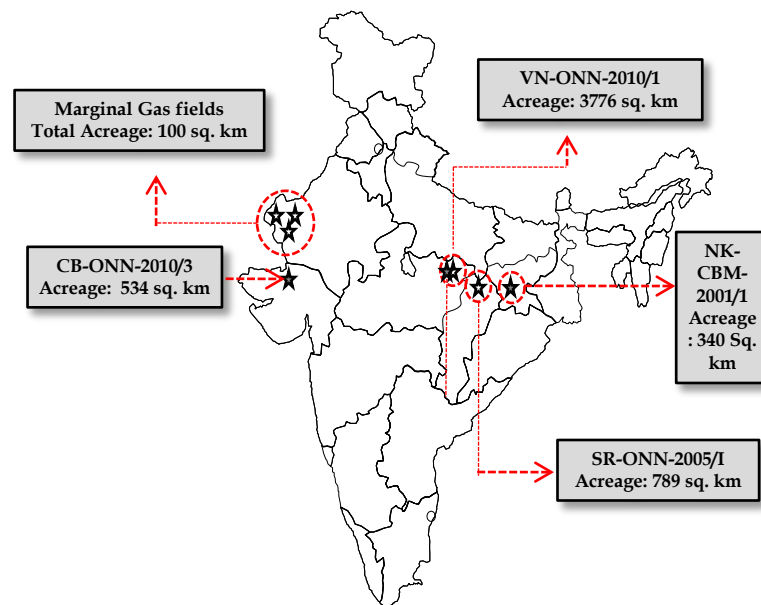 VN-ONN-2010/1
Acreage: 3776 sq. km
Marginal Gas fields
Total Acreage: 100 sq. km
CB-ONN-2010/3
Acreage: 534 sq. km
NK-
CBM-
2001/1
Acreage
: 340 Sq.
km
SR-ONN-2005/I
Acreage: 789 sq. km